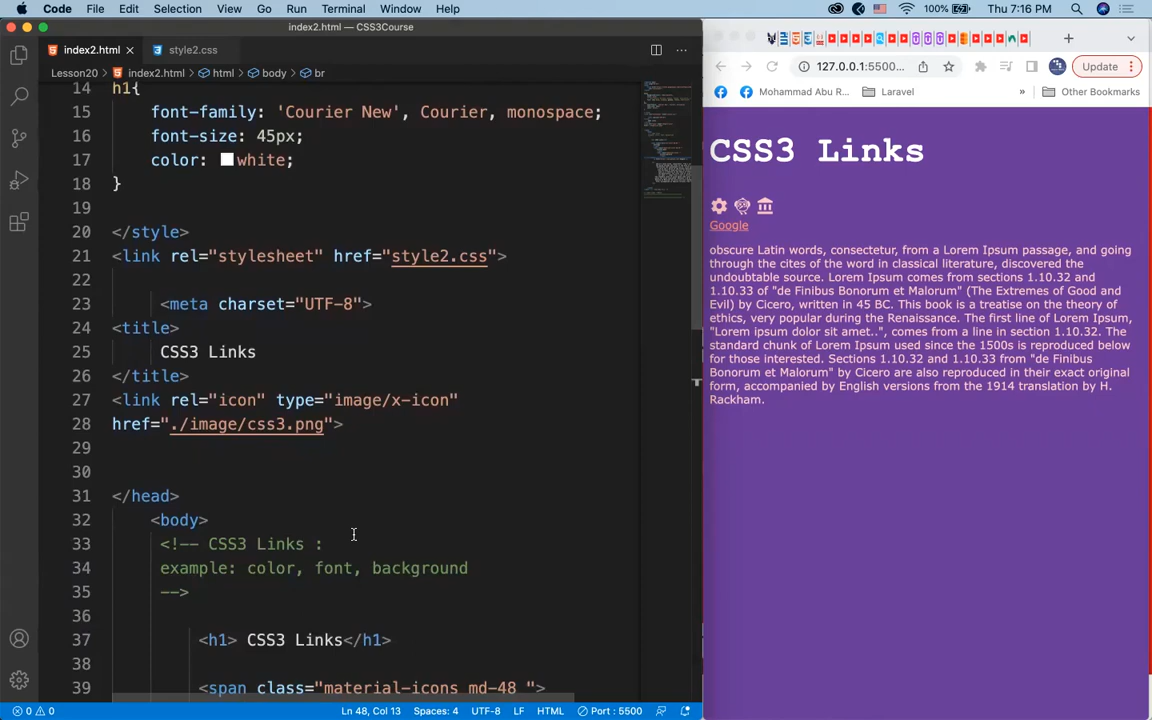 Code File Edit Selection View Go Run Terminal Window Help
100% Thu 7:16 PM
index2.html — CSS3Course
index2.html style2.css
Lesson20 index2.html html body br
14 h1{
15 font-family: 'Courier New', Courier, monospace;
16 font-size: 45px;
17 color: white;
18 }
19
20 </style>
21 <link rel="stylesheet" href="style2.css">
22
23 <meta charset="UTF-8">
24 <title>
25 CSS3 Links
26 </title>
27 <link rel="icon" type="image/x-icon"
28 href="./image/css3.png">
29
30
31 </head>
32 <body>
33 <!-- CSS3 Links :
34 example: color, font, background
35 -->
36
37 <h1> CSS3 Links</h1>
38
39 <span class="material-icons md-48 ">
0 0 Ln 48, Col 13 Spaces: 4 UTF-8 LF HTML Port : 5500
127.0.0.1:5500... Update
Mohammad Abu R... Laravel » Other Bookmarks
CSS3 Links
Google
obscure Latin words, consectetur, from a Lorem Ipsum passage, and going
through the cites of the word in classical literature, discovered the
undoubtable source. Lorem Ipsum comes from sections 1.10.32 and
1.10.33 of "de Finibus Bonorum et Malorum" (The Extremes of Good and
Evil) by Cicero, written in 45 BC. This book is a treatise on the theory of
ethics, very popular during the Renaissance. The first line of Lorem Ipsum,
"Lorem ipsum dolor sit amet..", comes from a line in section 1.10.32. The
standard chunk of Lorem Ipsum used since the 1500s is reproduced below
for those interested. Sections 1.10.32 and 1.10.33 from "de Finibus
Bonorum et Malorum" by Cicero are also reproduced in their exact original
form, accompanied by English versions from the 1914 translation by H.
Rackham.